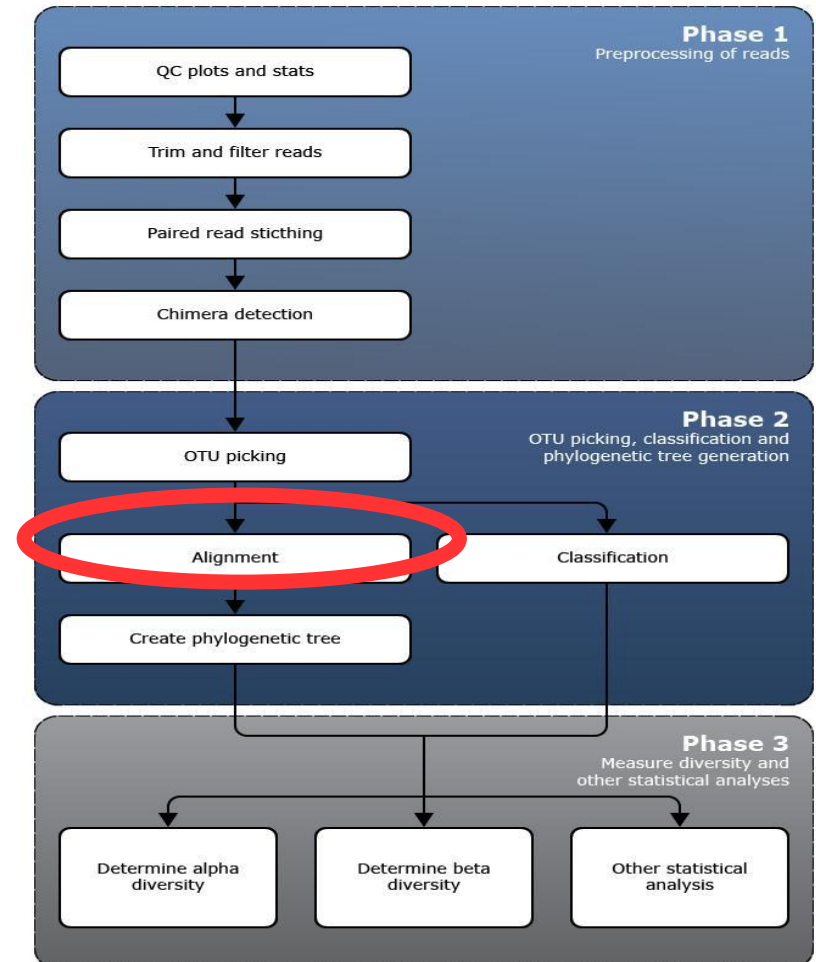 Phase 1
Preprocessing of reads
QC plots and stats
Trim and filter reads
Paired read sticthing
Chimera detection
Phase 2
OTU picking, classification and
phylogenetic tree generation
OTU picking
Alignment
Classification
Create phylogenetic tree
Phase 3
Measure diversity and
other statistical analyses
Determine alpha
diversity
Determine beta
diversity
Other statistical
analysis